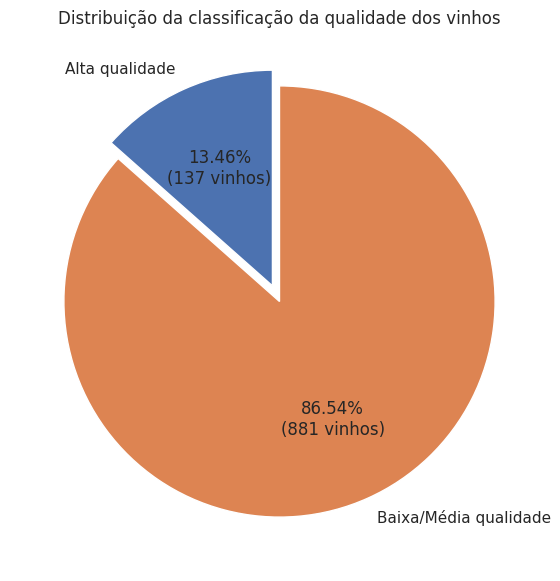 Distribuição da classificação da qualidade dos vinhos
Alta qualidade
13.46%
(137 vinhos)
86.54%
(881 vinhos)
Baixa/Média qualidade